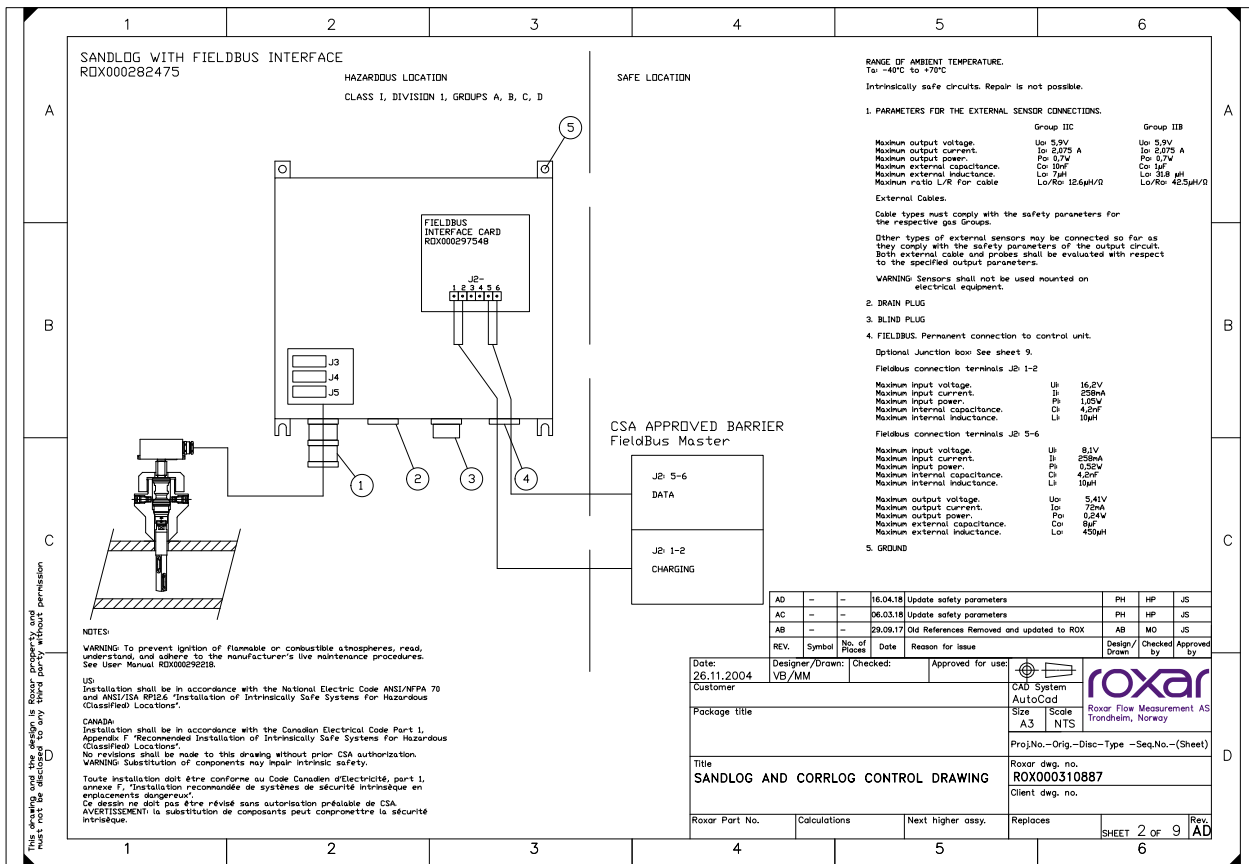 1 2 3 4 5 6
A
B
C
D
SANDLOG WITH FIELDBUS INTERFACE
ROX000282475
HAZARDOUS LOCATION
CLASS I, DIVISION 1, GROUPS A, B, C, D
SAFE LOCATION
5
FIELDBUS
INTERFACE CARD
ROX000297548
J2-
1 2 3 4 5 6
J3
J4
J5
1
2
3
4
CSA APPROVED BARRIER
FieldBus Master
J2: 5-6
DATA
J2: 1-2
CHARGING
RANGE OF AMBIENT TEMPERATURE.
Ta: -40°C to +70°C
Intrinsically safe circuits. Repair is not possible.
1. PARAMETERS FOR THE EXTERNAL SENSOR CONNECTIONS.
Group IIC Group IIB
Maximum output voltage. Uo: 5,9V Uo: 5,9V
Maximum output current. Io: 2,075 A Io: 2,075 A
Maximum output power. Po: 0,7W Po: 0,7W
Maximum external capacitance. Co: 10nF Co: 1µF
Maximum external inductance. Lo: 7µH Lo: 31.8 µH
Maximum ratio L/R for cable Lo/Ro: 12.6µH/Ω Lo/Ro: 42.5µH/Ω
External Cables.
Cable types must comply with the safety parameters for
the respective gas Groups.
Other types of external sensors may be connected so far as
they comply with the safety parameters of the output circuit.
Both external cable and probes shall be evaluated with respect
to the specified output parameters.
WARNING: Sensors shall not be used mounted on
electrical equipment.
2. DRAIN PLUG
3. BLIND PLUG
4. FIELDBUS. Permanent connection to control unit.
Optional Junction box: See sheet 9.
Fieldbus connection terminals J2: 1-2
Maximum input voltage. Ui: 16,2V
Maximum input current. Ii: 258mA
Maximum input power. Pi: 1,05W
Maximum internal capacitance. Ci: 4,2nF
Maximum internal inductance. Li: 10µH
Fieldbus connection terminals J2: 5-6
Maximum input voltage. Ui: 8,1V
Maximum input current. Ii: 258mA
Maximum input power. Pi: 0,52W
Maximum internal capacitance. Ci: 4,2nF
Maximum internal inductance. Li: 10µH
Maximum output voltage. Uo: 5,41V
Maximum output current. Io: 72mA
Maximum output power. Po: 0,24W
Maximum external capacitance. Co: 8µF
Maximum external inductance. Lo: 450µH
5. GROUND
A
B
C
D
This drawing and the design is Roxar property and
must not be disclosed to any third party without permission
NOTES:
WARNING: To prevent ignition of flammable or combustible atmospheres, read,
understand, and adhere to the manufacturer's live maintenance procedures.
See User Manual ROX000292218.
US:
Installation shall be in accordance with the National Electric Code ANSI/NFPA 70
and ANSI/ISA RP12.6 "Installation of Intrinsically Safe Systems for Hazardous
(Classified) Locations".
CANADA:
Installation shall be in accordance with the Canadian Electrical Code Part 1,
Appendix F "Recommended Installation of Intrinsically Safe Systems for Hazardous
(Classified) Locations".
No revisions shall be made to this drawing without prior CSA authorization.
WARNING: Substitution of components may impair intrinsic safety.
Toute installation doit être conforme au Code Canadien d'Electricité, part 1,
annexe F, "Installation recommandée de systèmes de sécurité intrinsèque en
enplacements dangereux".
Ce dessin ne doit pas être révisé sans autorisation préalable de CSA.
AVERTISSEMENT: la substitution de composants peut compromettre la sécurité
intrisèque.
AD - - 16.04.18 Update safety parameters PH HP JS
AC - - 06.03.18 Update safety parameters PH HP JS
AB - - 29.09.17 Old References Removed and updated to ROX AB MO JS
REV. Symbol No. of Places Date Reason for issue Design/Drawn Checked by Approved by
Date: Designer/Drawn: Checked: Approved for use:
26.11.2004 VB/MM
Customer
Package title
CAD System
AutoCad
Size Scale
A3 NTS
roxar
Roxar Flow Measurement AS
Trondheim, Norway
Proj.No.-Orig.-Disc-Type -Seq.No.-(Sheet)
Title
SANDLOG AND CORRLOG CONTROL DRAWING
Roxar dwg. no.
ROX000310887
Client dwg. no.
Roxar Part No. Calculations Next higher assy. Replaces
SHEET 2 OF 9
Rev.
AD
1 2 3 4 5 6